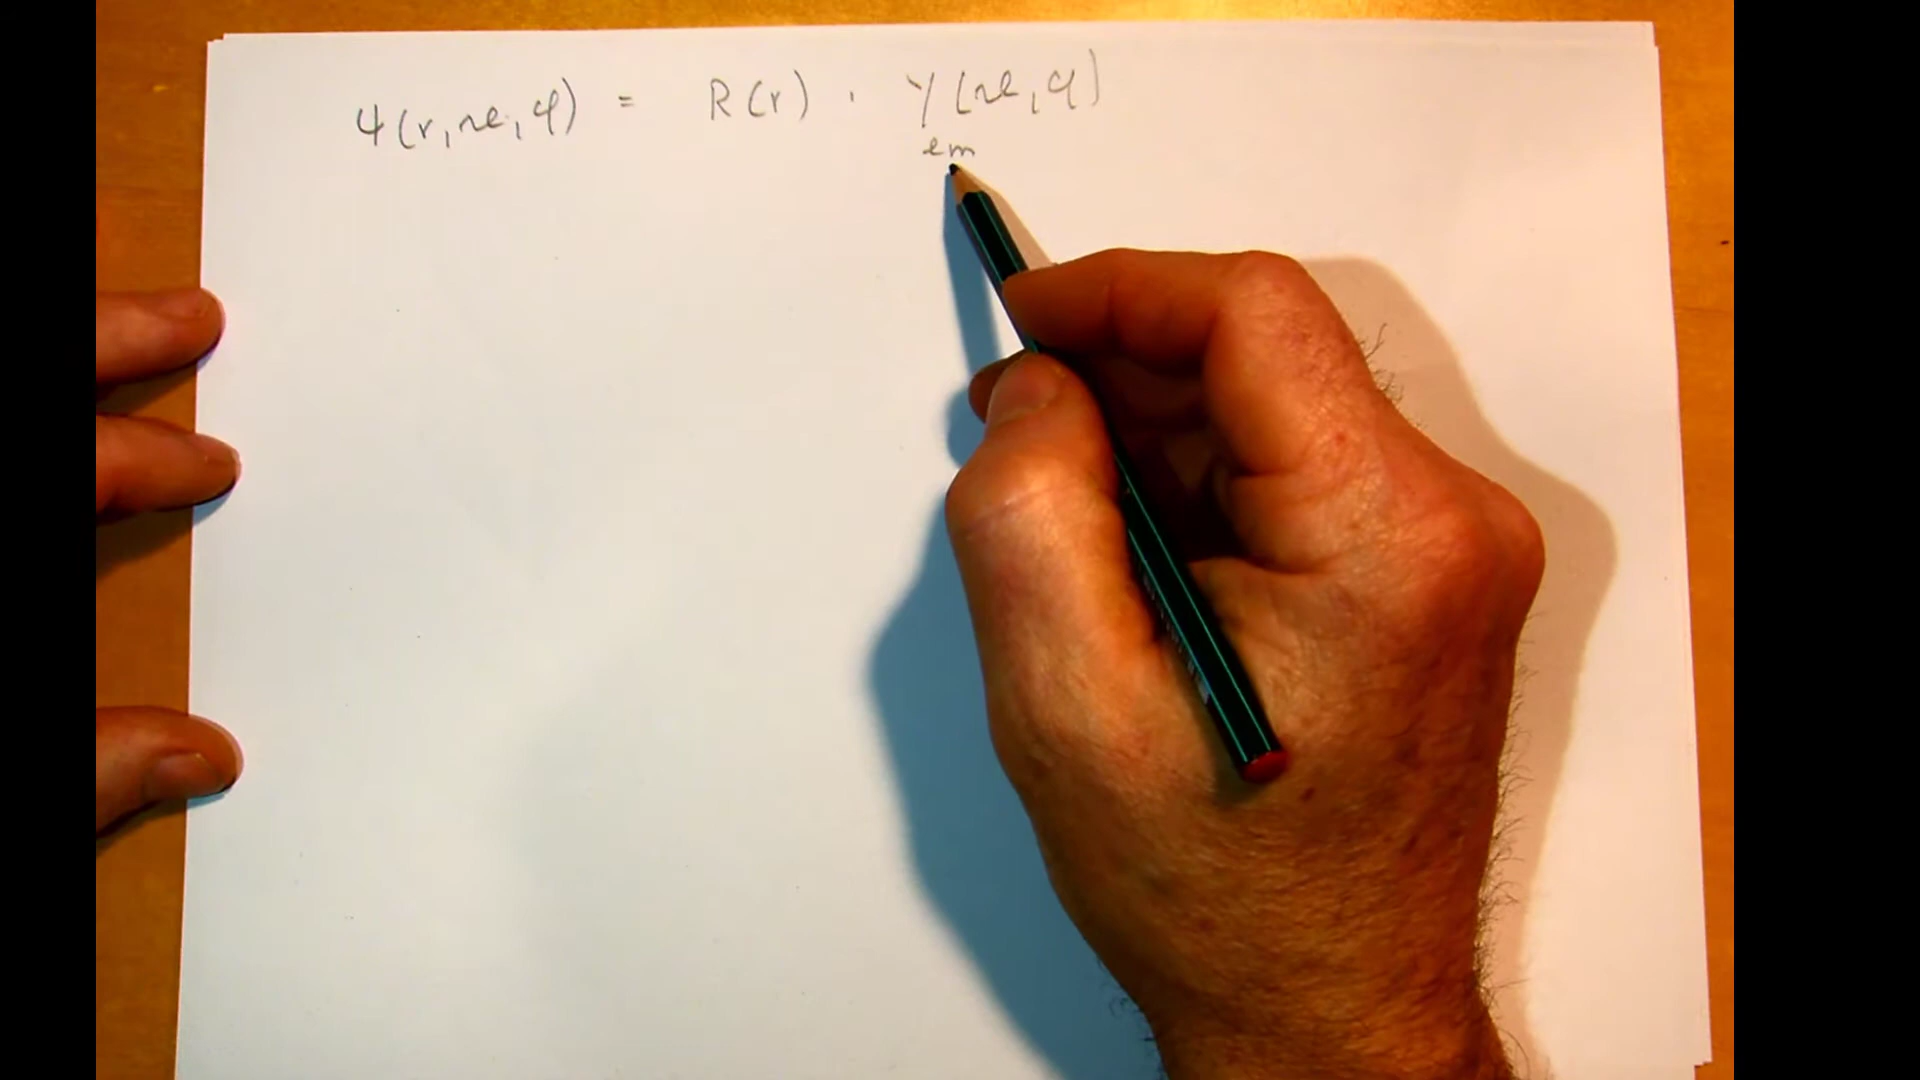 ψ(r,ϑ,φ) = R(r) · Y(ϑ,φ)
lm